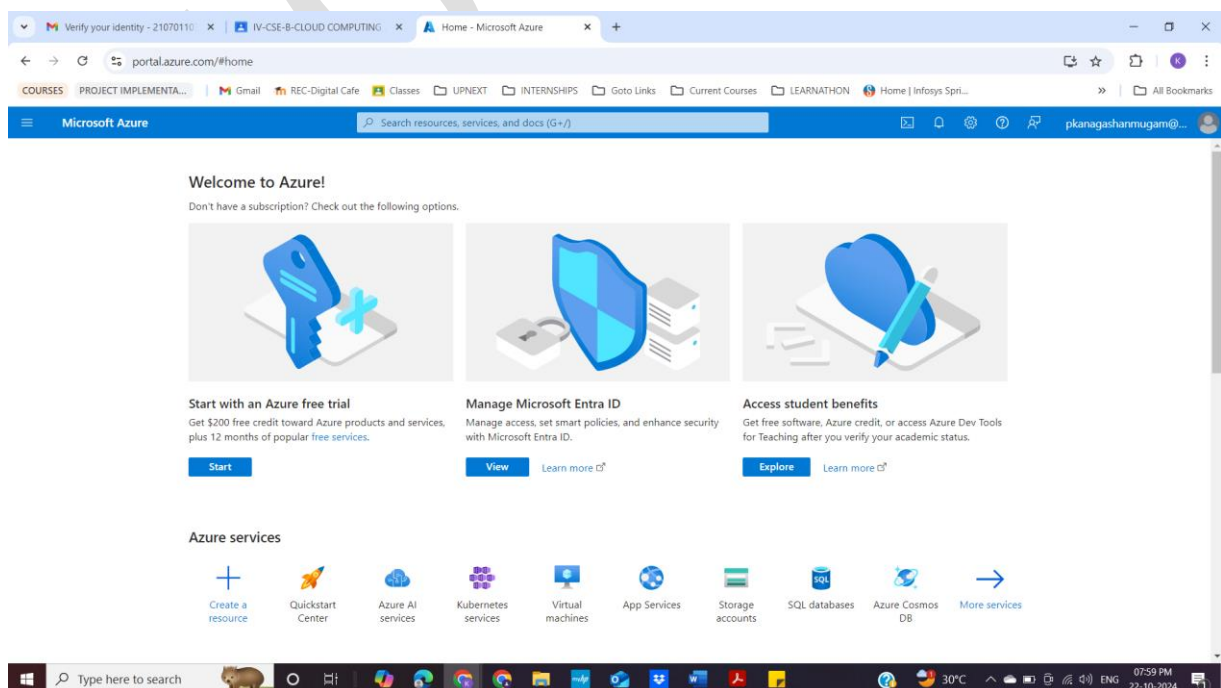 Verify your identity - 21070110
IV-CSE-B-CLOUD COMPUTING
Home - Microsoft Azure
portal.azure.com/#home
K
COURSES PROJECT IMPLEMENTA... Gmail REC-Digital Cafe Classes UPNEXT INTERNSHIPS Goto Links Current Courses LEARNATHON Home | Infosys Spri... » All Bookmarks
Microsoft Azure
Search resources, services, and docs (G+/)
pkanagashanmugam@...
Welcome to Azure!
Don't have a subscription? Check out the following options.
Start with an Azure free trial
Get $200 free credit toward Azure products and services,
plus 12 months of popular free services.
Start
Manage Microsoft Entra ID
Manage access, set smart policies, and enhance security
with Microsoft Entra ID.
View Learn more
Access student benefits
Get free software, Azure credit, or access Azure Dev Tools
for Teaching after you verify your academic status.
Explore Learn more
Azure services
Create a
resource
Quickstart
Center
Azure AI
services
Kubernetes
services
Virtual
machines
App Services
Storage
accounts
SQL
SQL databases
Azure Cosmos
DB
More services
Type here to search
30°C
ENG
07:59 PM
22-10-2024